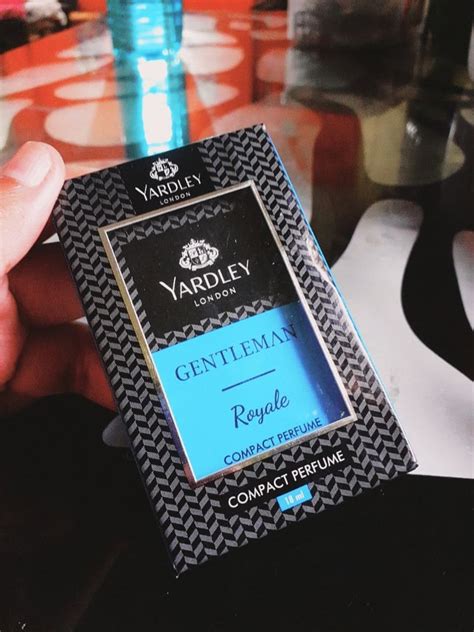 YARDLEY
LONDON
YARDLEY
LONDON
GENTLEMAN
Royale
COMPACT PERFUME
COMPACT PERFUME
18 ml